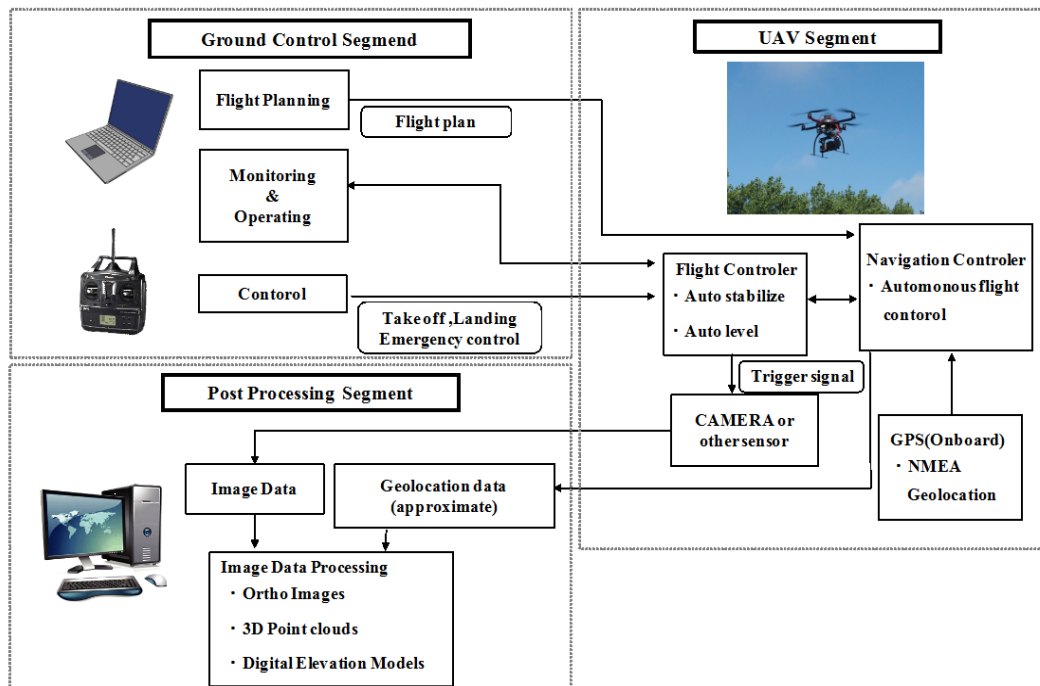 Ground Control Segmend
Flight Planning
Flight plan
Monitoring
&
Operating
Contorol
Take off ,Landing
Emergency control
UAV Segment
Flight Controler
・ Auto stabilize
・ Auto level
Navigation Controler
・ Automonous flight
contorol
Trigger signal
CAMERA or
other sensor
GPS(Onboard)
・ NMEA
Geolocation
Post Processing Segment
Image Data
Geolocation data
(approximate)
Image Data Processing
・ Ortho Images
・ 3D Point clouds
・ Digital Elevation Models